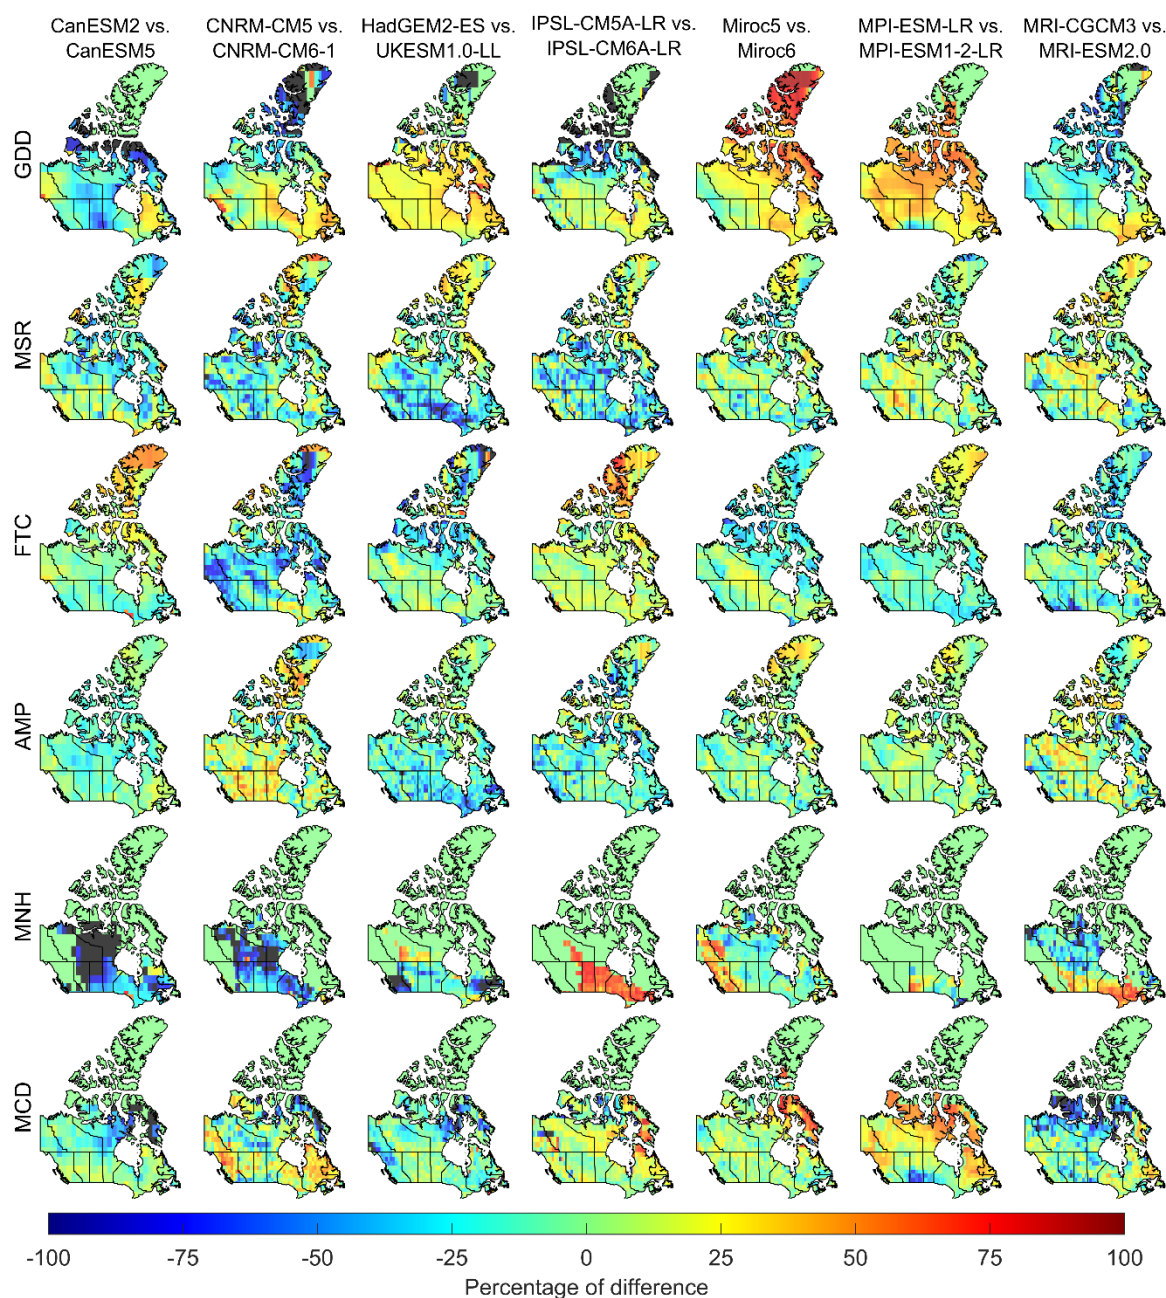 CanESM2 vs. CNRM-CM5 vs. HadGEM2-ES vs. IPSL-CM5A-LR vs. Miroc5 vs. MPI-ESM-LR vs. MRI-CGCM3 vs.
CanESM5 CNRM-CM6-1 UKESM1.0-LL IPSL-CM6A-LR Miroc6 MPI-ESM1-2-LR MRI-ESM2.0
GDD
MSR
FTC
AMP
MNH
MCD
-100 -75 -50 -25 0 25 50 75 100
Percentage of difference